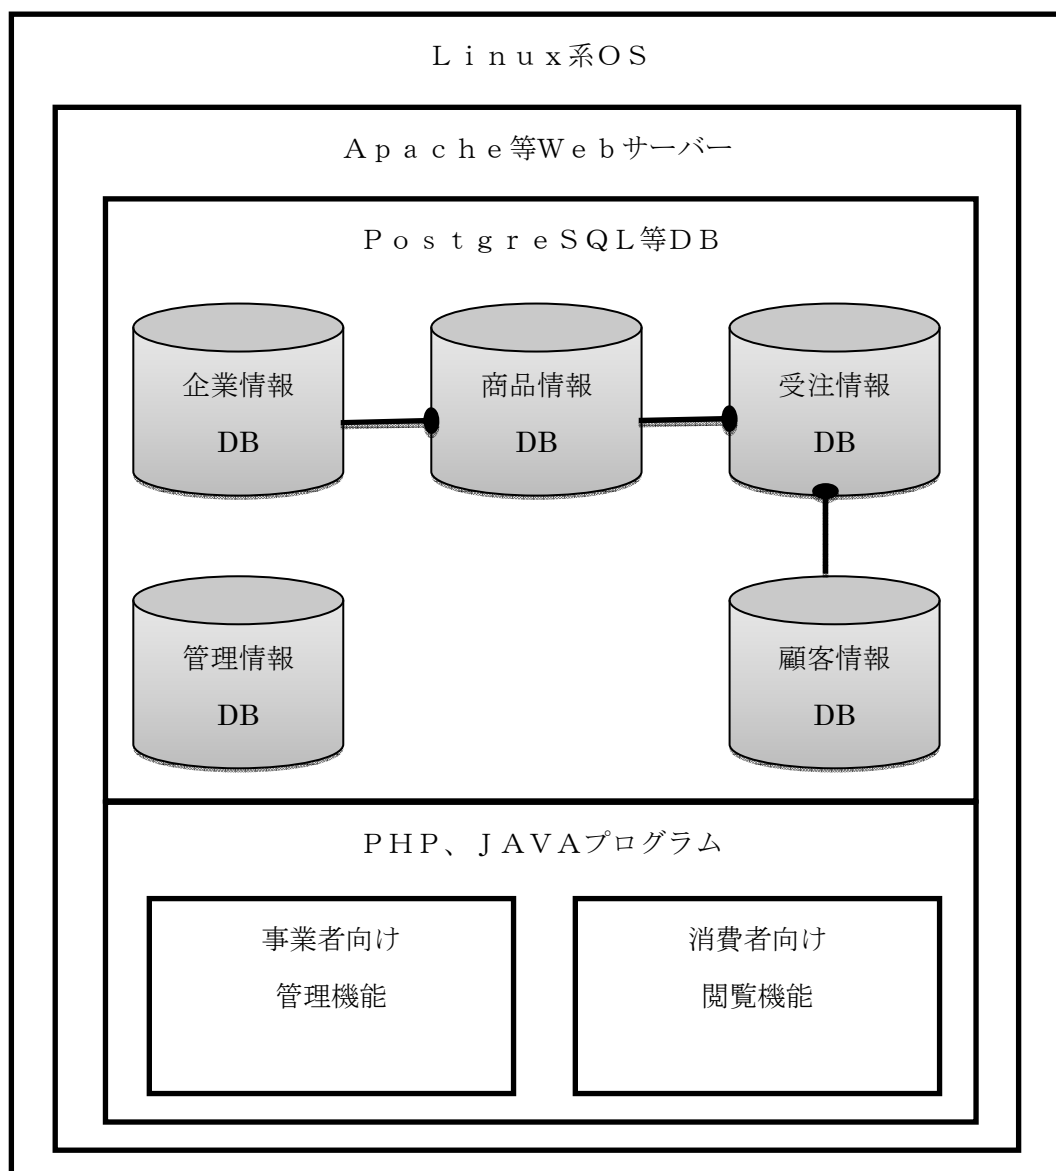 Ｌｉｎｕｘ系ＯＳ
Ａｐａｃｈｅ等Ｗｅｂサーバー
ＰｏｓｔｇｒｅＳＱＬ等ＤＢ
企業情報
DB
商品情報
DB
受注情報
DB
管理情報
DB
顧客情報
DB
ＰＨＰ、ＪＡＶＡプログラム
事業者向け
管理機能
消費者向け
閲覧機能